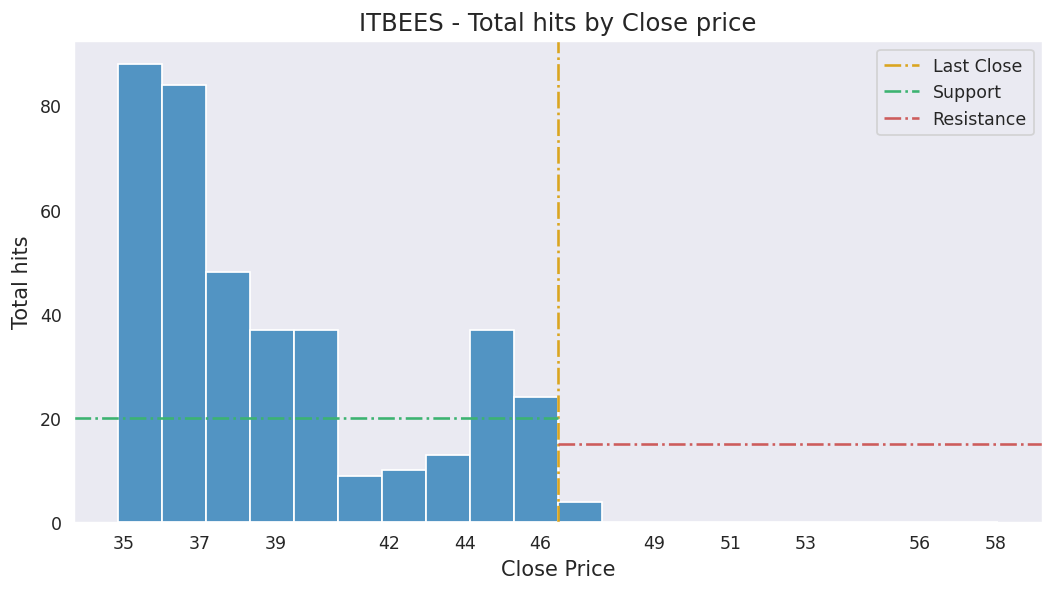 ITBEES - Total hits by Close price
Last Close
Support
Resistance
Total hits
80
60
40
20
0
35 37 39 42 44 46 49 51 53 56 58
Close Price